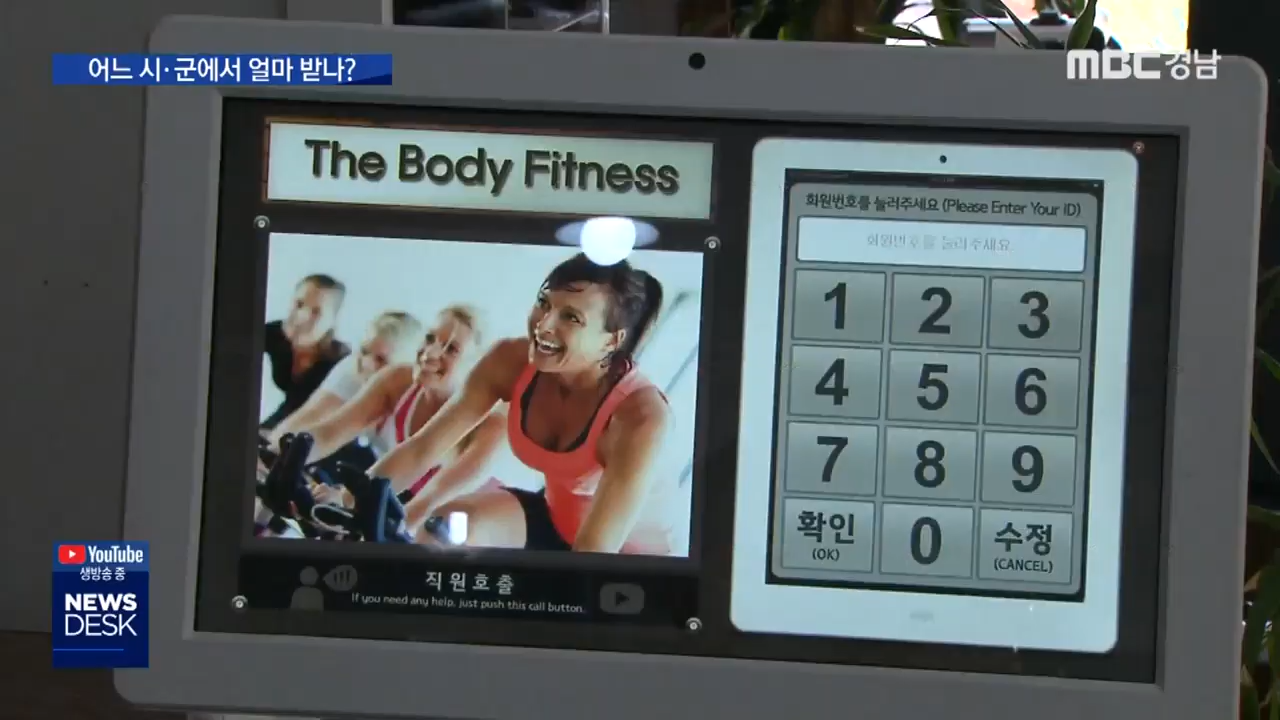 어느 시·군에서 얼마 받나?
MBC경남
The Body Fitness
화원번호를 눌러주세요 (Please Enter Your ID)
회원번호를 눌러주세요
1 2 3
4 5 6
7 8 9
확인 0 수정
(OK) (CANCEL)
직원호출
If you need any help, just push this call button.
YouTube
생방송 중
NEWS
DESK